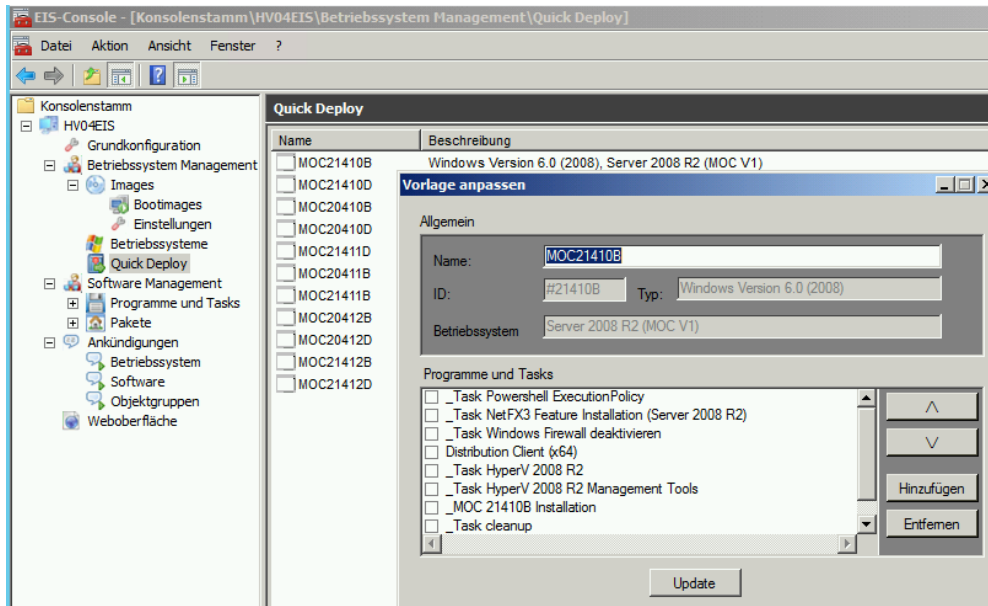 EIS-Console - [Konsolenstamm\HV04EIS\Betriebssystem Management\Quick Deploy]
Datei Aktion Ansicht Fenster ?
Konsolenstamm
HV04EIS
Grundkonfiguration
Betriebssystem Management
Images
Bootimages
Einstellungen
Betriebssysteme
Quick Deploy
Software Management
Programme und Tasks
Pakete
Ankündigungen
Betriebssystem
Software
Objektgruppen
Weboberfläche
Quick Deploy
Name Beschreibung
MOC21410B Windows Version 6.0 (2008), Server 2008 R2 (MOC V1)
MOC21410D
MOC20410B
MOC20410D
MOC21411D
MOC20411B
MOC21411B
MOC20412B
MOC20412D
MOC21412B
MOC21412D
Vorlage anpassen
Allgemein
Name: MOC21410B
ID: #21410B Typ: Windows Version 6.0 (2008)
Betriebssystem Server 2008 R2 (MOC V1)
Programme und Tasks
_Task Powershell ExecutionPolicy
_Task NetFX3 Feature Installation (Server 2008 R2)
_Task Windows Firewall deaktivieren
Distribution Client (x64)
_Task HyperV 2008 R2
_Task HyperV 2008 R2 Management Tools
_MOC 21410B Installation
_Task cleanup
Hinzufügen
Entfernen
Update